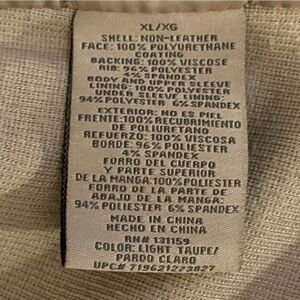 XL/XG
SHELL: NON-LEATHER
FACE: 100% POLYURETHANE
COATING
BACKING: 100% VISCOSE
RIB: 96% POLYESTER
4% SPANDEX
BODY AND UPPER SLEEVE
LINING: 100% POLYESTER
UNDER SLEEVE LINING:
94% POLYESTER 6% SPANDEX
EXTERIOR: NO ES PIEL
FRENTE: 100% RECUBRIMIENTO
DE POLIURETANO
REFUERZO: 100% VISCOSA
BORDE: 96% POLIESTER
4% SPANDEX
FORRO DEL CUERPO
Y PARTE SUPERIOR
DE LA MANGA: 100% POLIESTER
FORRO DE LA PARTE DE
ABAJO DE LA MANGA:
94% POLIESTER 6% SPANDEX
MADE IN CHINA
HECHO EN CHINA
RN# 131159
COLOR: LIGHT TAUPE/
PARDO CLARO
UPC# 719621273827